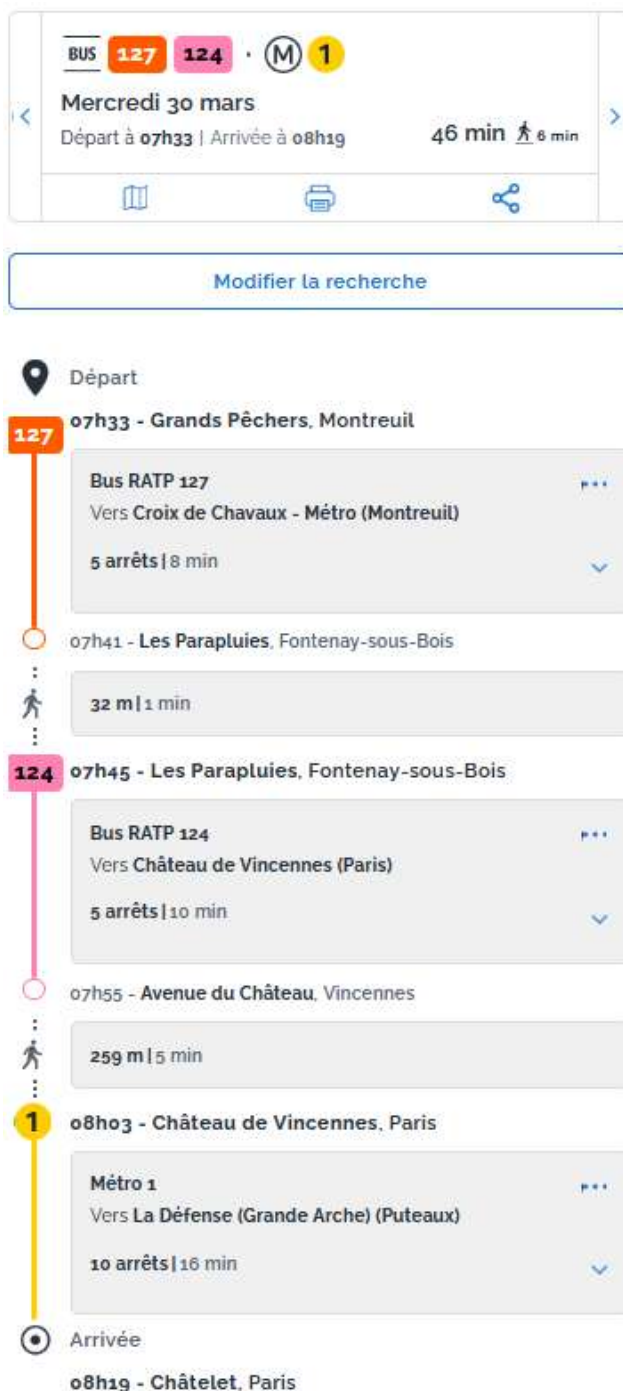 BUS 127 124 · M 1
Mercredi 30 mars
Départ à 07h33 | Arrivée à 08h19 46 min 6 min
Modifier la recherche
Départ
127 07h33 - Grands Pêchers, Montreuil
Bus RATP 127
Vers Croix de Chavaux - Métro (Montreuil)
5 arrêts | 8 min
07h41 - Les Parapluies, Fontenay-sous-Bois
32 m | 1 min
124 07h45 - Les Parapluies, Fontenay-sous-Bois
Bus RATP 124
Vers Château de Vincennes (Paris)
5 arrêts | 10 min
07h55 - Avenue du Château, Vincennes
259 m | 5 min
1 08h03 - Château de Vincennes, Paris
Métro 1
Vers La Défense (Grande Arche) (Puteaux)
10 arrêts | 16 min
Arrivée
08h19 - Châtelet, Paris